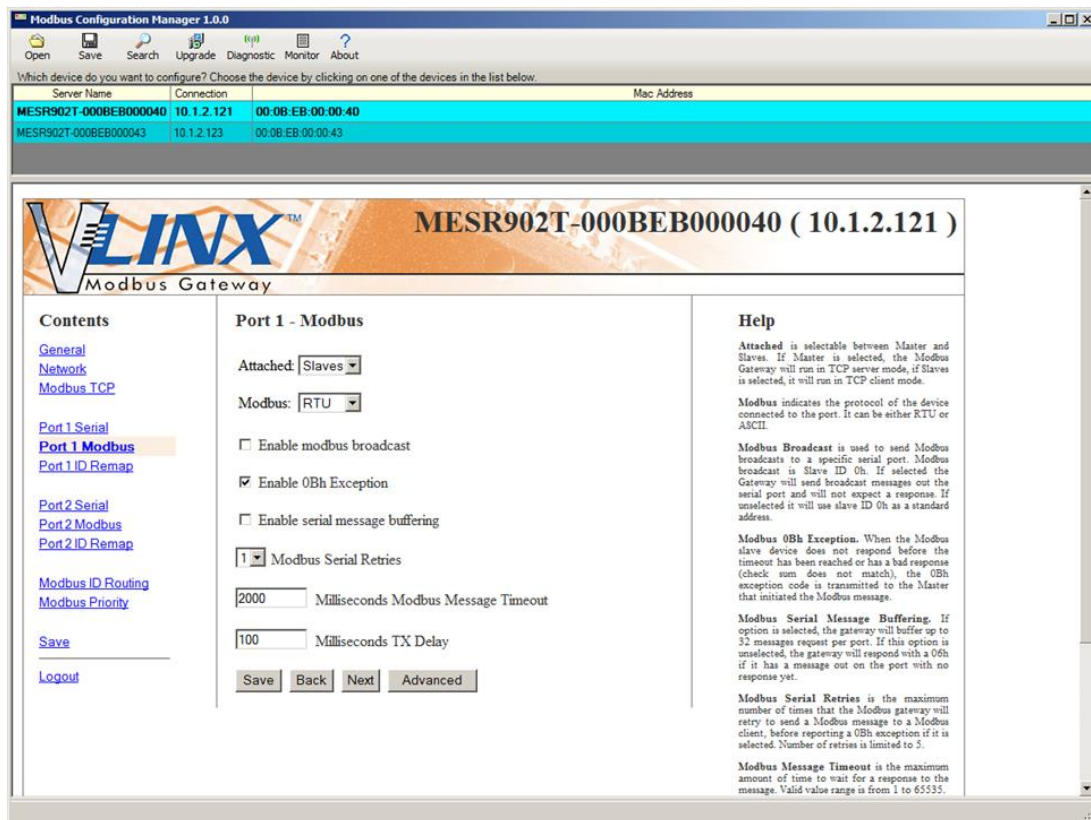 Modbus Configuration Manager 1.0.0
Open Save Search Upgrade Diagnostic Monitor About
Which device do you want to configure? Choose the device by clicking on one of the devices in the list below.
Server Name Connection Mac Address
MESR902T-000BEB000040 10.1.2.121 00:0B:EB:00:00:40
MESR902T-000BEB000043 10.1.2.123 00:0B:EB:00:00:43
VLINX™
Modbus Gateway
MESR902T-000BEB000040 ( 10.1.2.121 )
Contents
General
Network
Modbus TCP
Port 1 Serial
Port 1 Modbus
Port 1 ID Remap
Port 2 Serial
Port 2 Modbus
Port 2 ID Remap
Modbus ID Routing
Modbus Priority
Save
Logout
Port 1 - Modbus
Attached: Slaves
Modbus: RTU
Enable modbus broadcast
Enable 0Bh Exception
Enable serial message buffering
1 Modbus Serial Retries
2000 Milliseconds Modbus Message Timeout
100 Milliseconds TX Delay
Save Back Next Advanced
Help
Attached is selectable between Master and
Slaves. If Master is selected, the Modbus
Gateway will run in TCP server mode, if Slaves
is selected, it will run in TCP client mode.
Modbus indicates the protocol of the device
connected to the port. It can be either RTU or
ASCII.
Modbus Broadcast is used to send Modbus
broadcasts to a specific serial port. Modbus
broadcast is Slave ID 0h. If selected the
Gateway will send broadcast messages out the
serial port and will not expect a response. If
unselected it will use slave ID 0h as a standard
address.
Modbus 0Bh Exception. When the Modbus
slave device does not respond before the
timeout has been reached or has a bad response
(check sum does not match), the 0Bh
exception code is transmitted to the Master
that initiated the Modbus message.
Modbus Serial Message Buffering. If
option is selected, the gateway will buffer up to
32 messages request per port. If this option is
unselected, the gateway will respond with a 06h
if it has a message out on the port with no
response yet.
Modbus Serial Retries is the maximum
number of times that the Modbus gateway will
retry to send a Modbus message to a Modbus
client, before reporting a 0Bh exception if it is
selected. Number of retries is limited to 5.
Modbus Message Timeout is the maximum
amount of time to wait for a response to the
message. Valid value range is from 1 to 65535.